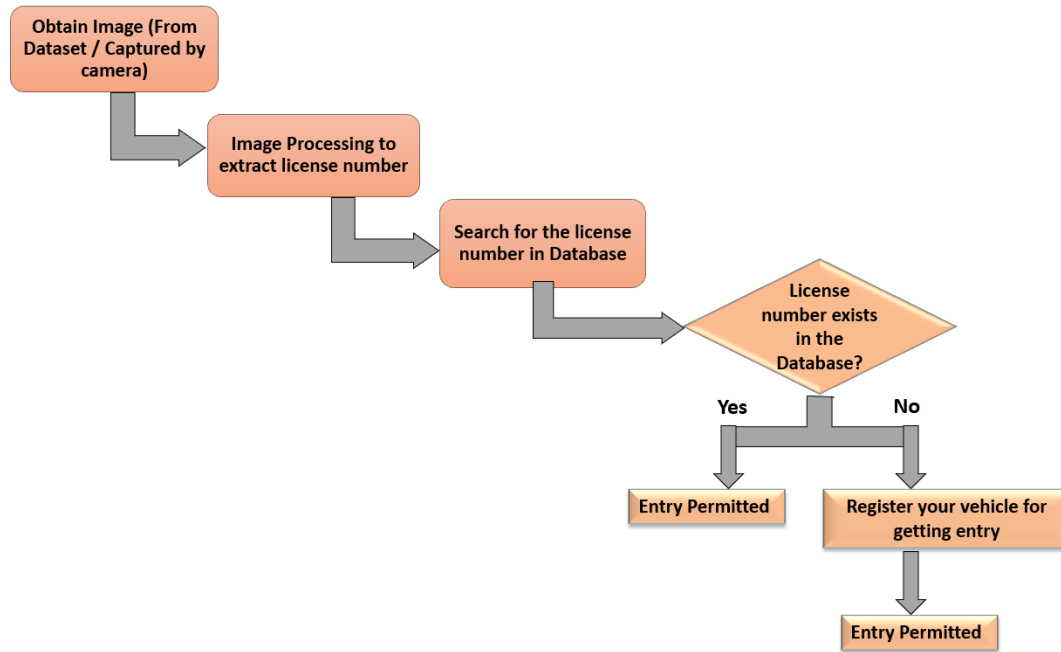 Obtain Image (From
Dataset / Captured by
camera)
Image Processing to
extract license number
Search for the license
number in Database
License
number exists
in the
Database?
Yes
No
Entry Permitted
Register your vehicle for
getting entry
Entry Permitted